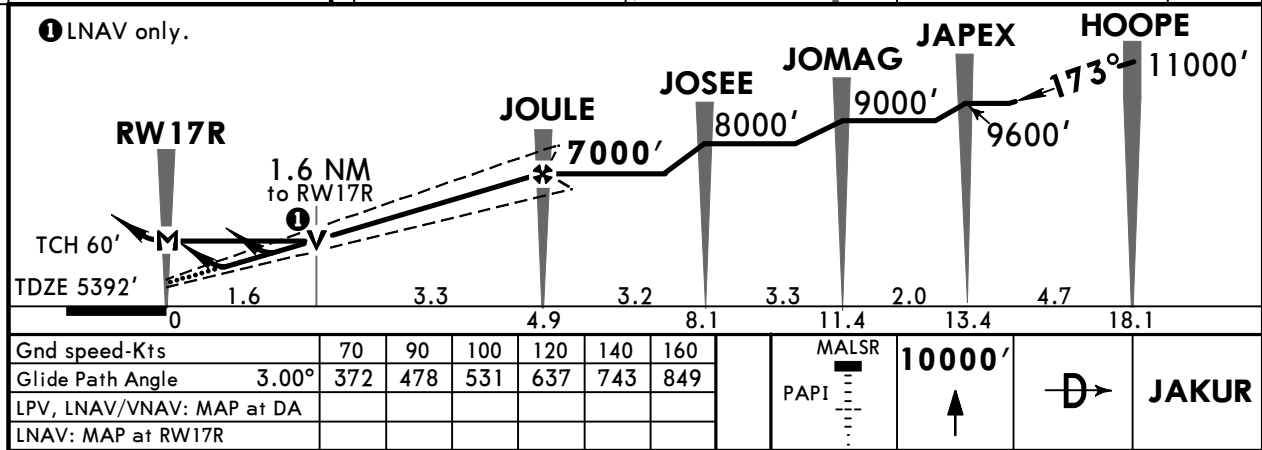 ❶ LNAV only.
HOOPE
JAPEX
JOMAG
JOSEE
JOULE
RW17R
173°
11000'
9600'
9000'
8000'
7000'
1.6 NM
to RW17R
❶
M
V
TCH 60'
TDZE 5392'
1.6 3.3 3.2 3.3 2.0 4.7
0 4.9 8.1 11.4 13.4 18.1
Gnd speed-Kts 70 90 100 120 140 160
Glide Path Angle 3.00° 372 478 531 637 743 849
LPV, LNAV/VNAV: MAP at DA
LNAV: MAP at RW17R
MALSR
PAPI
10000'
D
JAKUR